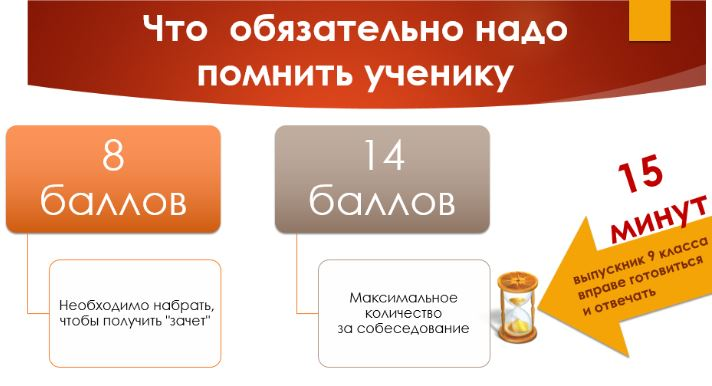 Что обязательно надо
помнить ученику
8
баллов
14
баллов
15
минут
выпускник 9 класса
вправе готовиться
и отвечать
Необходимо набрать,
чтобы получить "зачет"
Максимальное
количество
за собеседование